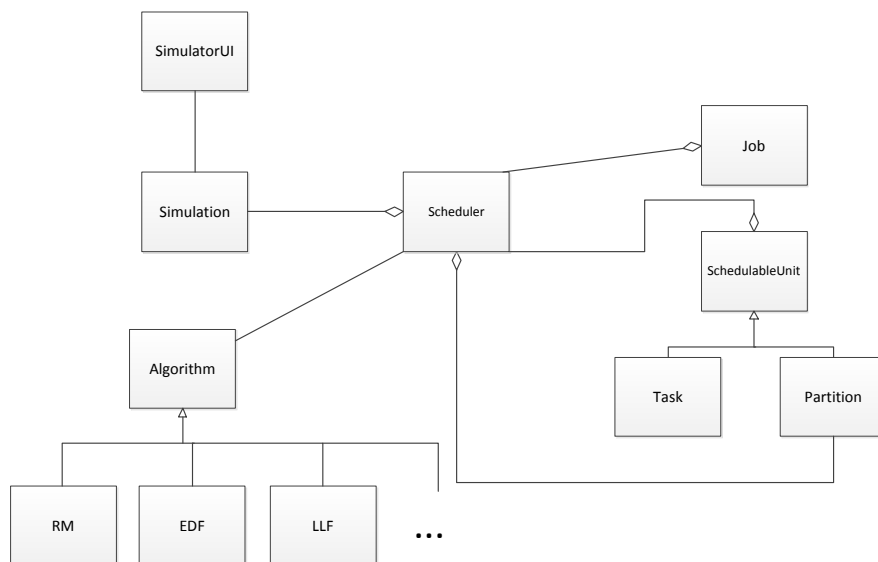 SimulatorUI
Job
Simulation
Scheduler
SchedulableUnit
Algorithm
Task
Partition
RM
EDF
LLF
...